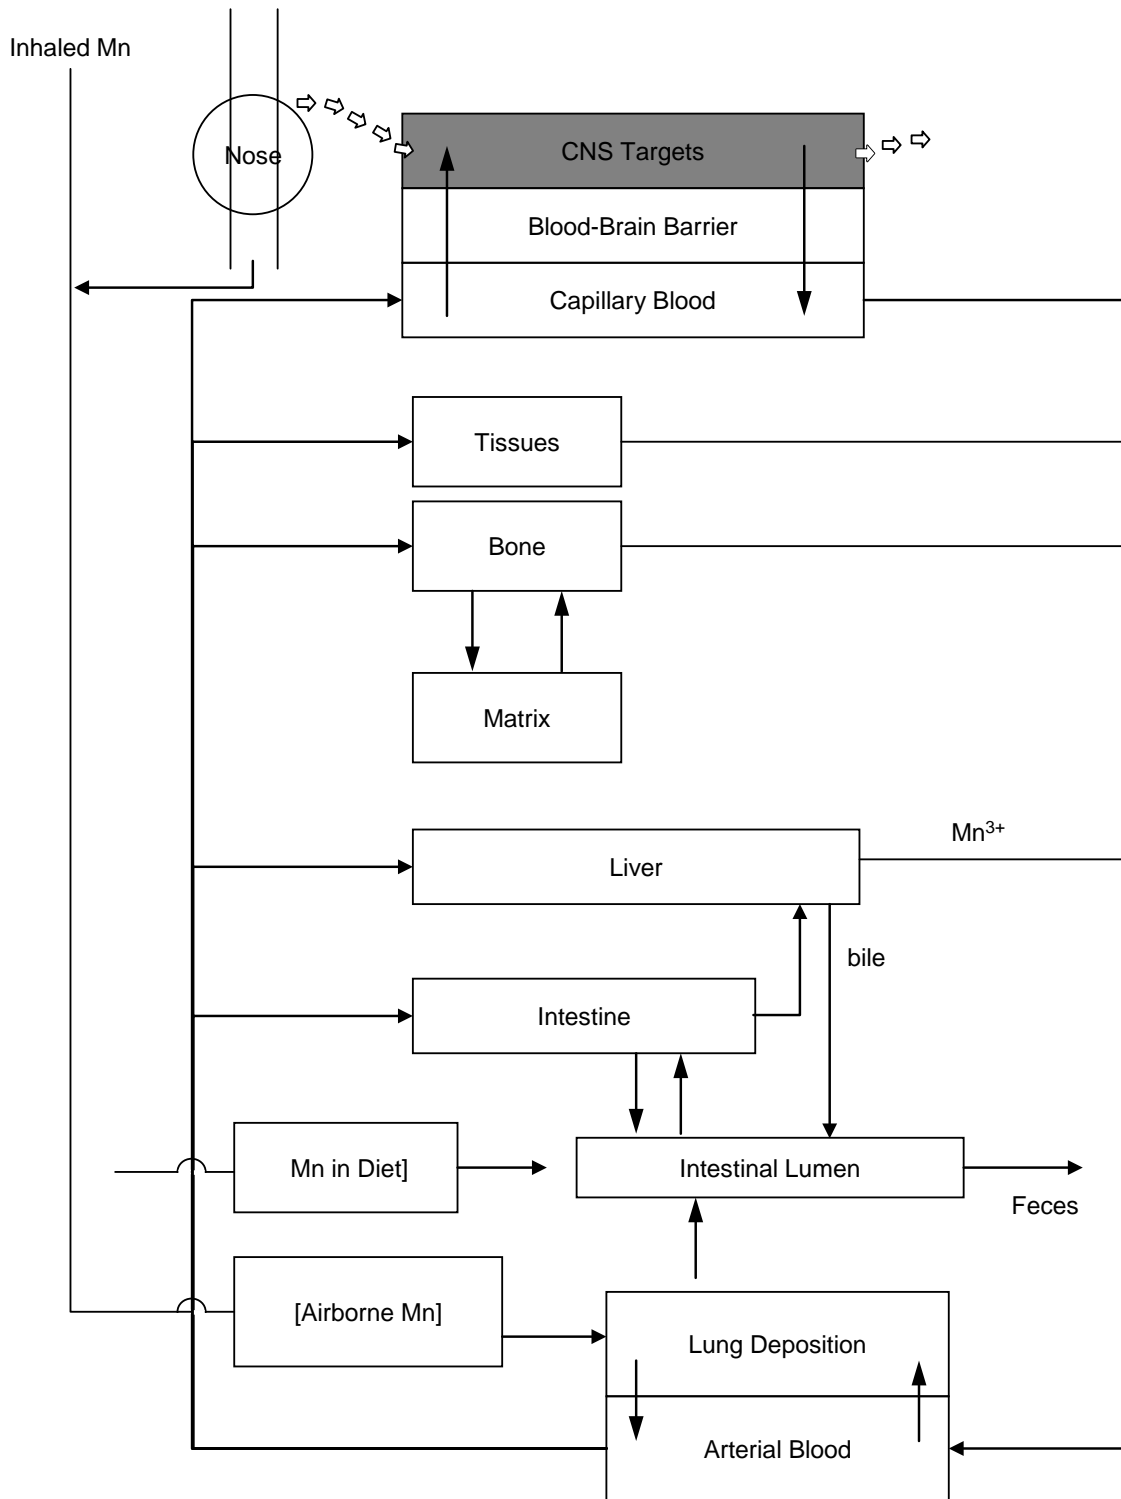 Inhaled Mn
Nose
CNS Targets
Blood-Brain Barrier
Capillary Blood
Tissues
Bone
Matrix
Mn³⁺
Liver
bile
Intestine
Mn in Diet]
Intestinal Lumen
Feces
[Airborne Mn]
Lung Deposition
Arterial Blood